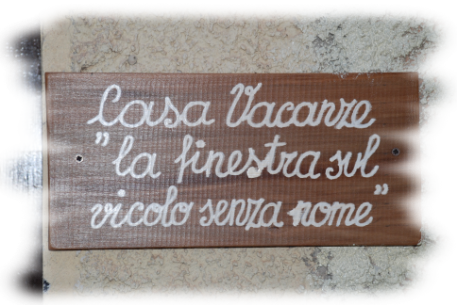 Casa Vacanze
"la finestra sul
vicolo senza nome"